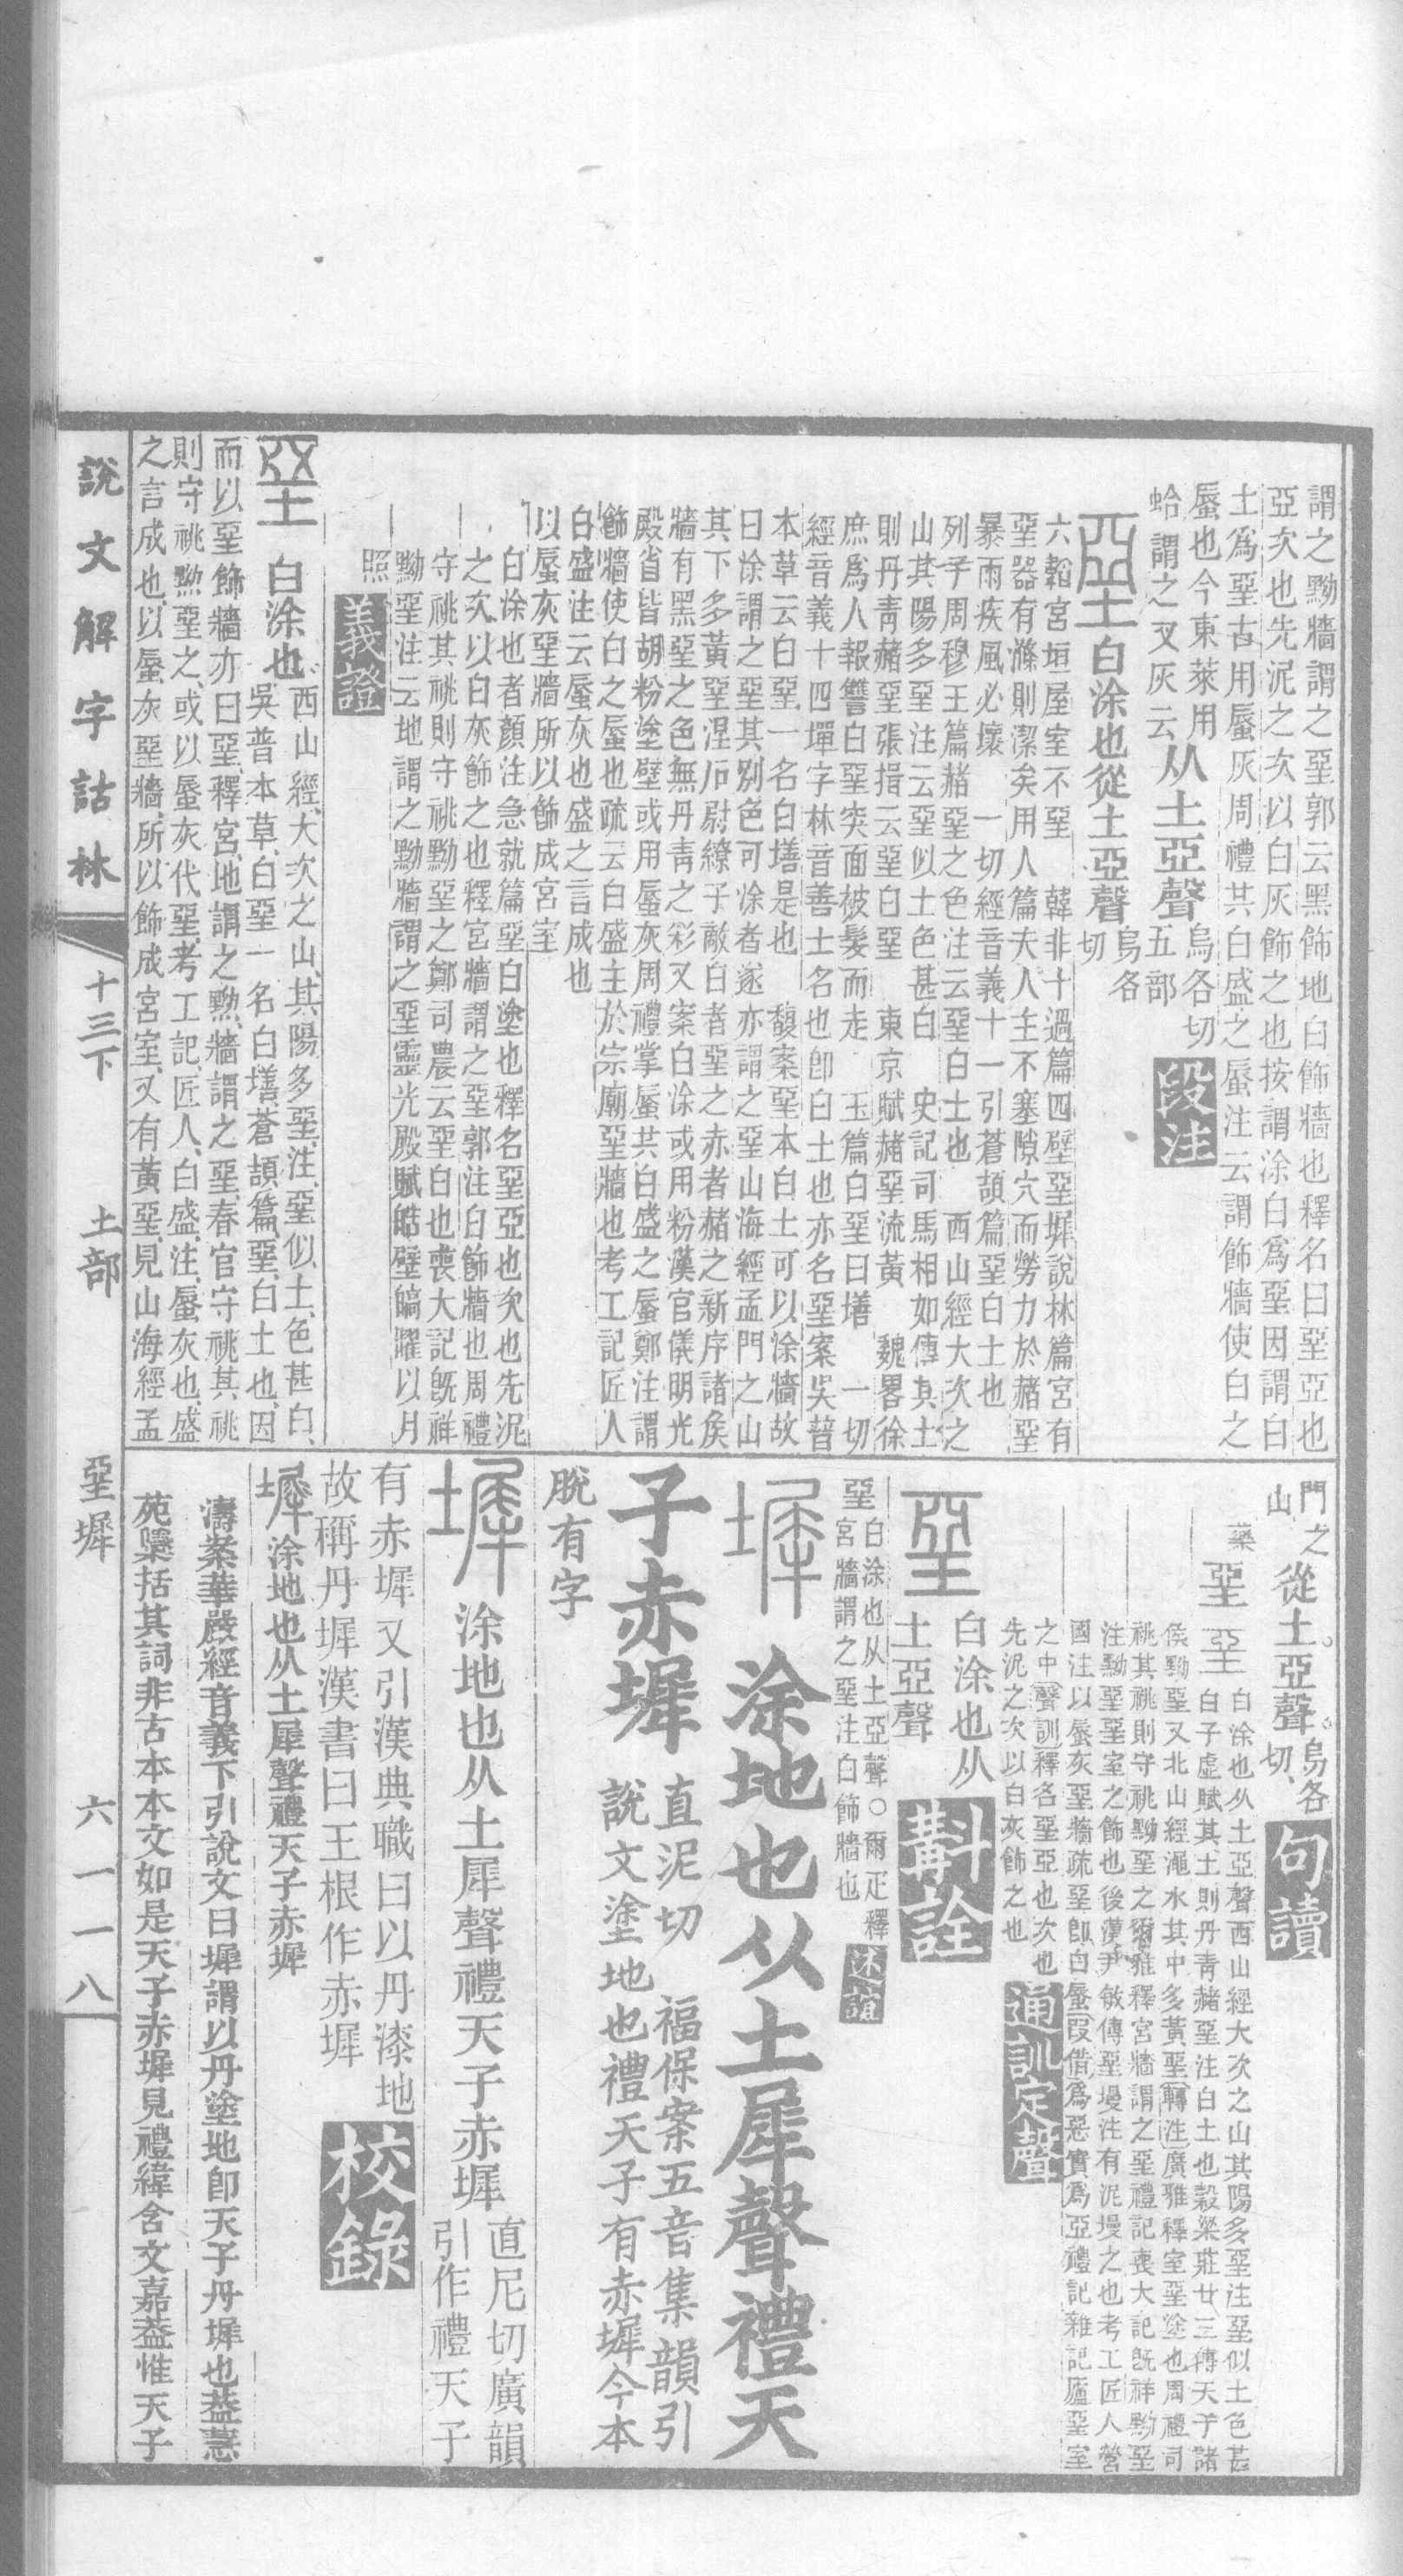 謂之黝牆謂之堊郭云黑飾地白飾牆也釋名曰堊亞也
亞次也先泥之次以白灰飾之也按謂涂白爲堊因謂白
土爲堊古用蜃灰周禮共白盛之蜃注云謂飾牆使白之
蜃也今東萊用
蛤謂之叉灰云
从土亞聲
烏各切
五部
段注
堊白涂也從土亞聲
烏各
切
六韜宮垣屋室不堊 韓非十過篇四壁堊墀說林篇宮有
堊器有滌則潔矣用人篇夫人主不塞隙穴而勞力於赭堊
暴雨疾風必壞 一切經音義十一引蒼頡篇堊白土也
列子周穆王篇赭堊之色注云堊白土也 西山經大次之
山其陽多堊注云堊似土色甚白 史記司馬相如傳其土
則丹青赭堊張揖云堊白堊 東京賦赭堊流黃 魏畧徐
庶爲人報讐白堊突面被髮而走 玉篇白堊曰墡 一切
經音義十四墠字林音善土名也卽白土也亦名堊案吳普
本草云白堊一名白墡是也 馥案堊本白土可以涂牆故
曰涂謂之堊其別色可涂者遂亦謂之堊山海經孟門之山
其下多黃堊涅石尉繚子敵白者堊之赤者赭之新序諸矦
牆有黑堊之色無丹青之彩又案白涂或用粉漢官儀明光
殿省皆胡粉塗壁或用蜃灰周禮掌蜃共白盛之蜃鄭注謂
飾牆使白之蜃也疏云白盛主於宗廟堊牆也考工記匠人
白盛注云蜃灰也盛之言成也
以蜃灰堊牆所以飾成宮室
白涂也者顏注急就篇堊白塗也釋名堊亞也次也先泥
之次以白灰飾之也釋宮牆謂之堊郭注白飾牆也周禮
守祧其祧則守祧黝堊之鄭司農云堊白也喪大記旣祥
黝堊注云地謂之黝牆謂之堊靈光殿賦皓壁皜曜以月
照
義證
堊 白涂也
西山經大次之山其陽多堊注堊似土色甚白
吳普本草白堊一名白墡蒼頡篇堊白土也因
而以堊飾牆亦曰堊釋宮地謂之黝牆謂之堊春官守祧其祧
則守祧黝堊之或以蜃灰代堊考工記匠人白盛注蜃灰也盛
之言成也以蜃灰堊牆所以飾成宮室又有黃堊見山海經孟
門之
山
從土亞聲
烏各
切
句讀
堊 堊
白涂也从土亞聲西山經大次之山其陽多堊注堊似土色甚
白子虛賦其土則丹青赭堊注白土也穀梁莊廿三傳天子諸
侯黝堊又北山經澠水其中多黃堊轉注廣雅釋室堊塗也周禮司
祧其祧則守祧黝堊之爾雅釋宮牆謂之堊禮記喪大記旣祥黝堊
注黝堊堊室之飾也後漢尹敏傳堊墁注有泥墁之也考工匠人營
國注以蜃灰堊牆疏堊卽白蜃叚借爲惡實爲亞禮記雜記廬堊室
之中聲訓釋名堊亞也次也
先泥之次以白灰飾之也
通訓定聲
堊
白涂也从
土亞聲
斠詮
堊
白涂也从土亞聲○爾疋釋
宮牆謂之堊注白飾牆也
述誼
墀 涂地也从土犀聲禮天
子赤墀
直泥切 福保案五音集韻引
說文塗地也禮天子有赤墀今本
脫有字
墀涂地也从土犀聲禮天子赤墀
直尼切廣韻
引作禮天子
有赤墀又引漢典職曰以丹漆地
故稱丹墀漢書曰王根作赤墀
校錄
墀涂地也从土犀聲禮天子赤墀
濤案華嚴經音義下引說文曰墀謂以丹塗地卽天子丹墀也葢慧
苑櫽括其詞非古本本文如是天子赤墀見禮緯含文嘉葢惟天子
說文解字詁林 十三下 土部 堊墀 六一一八